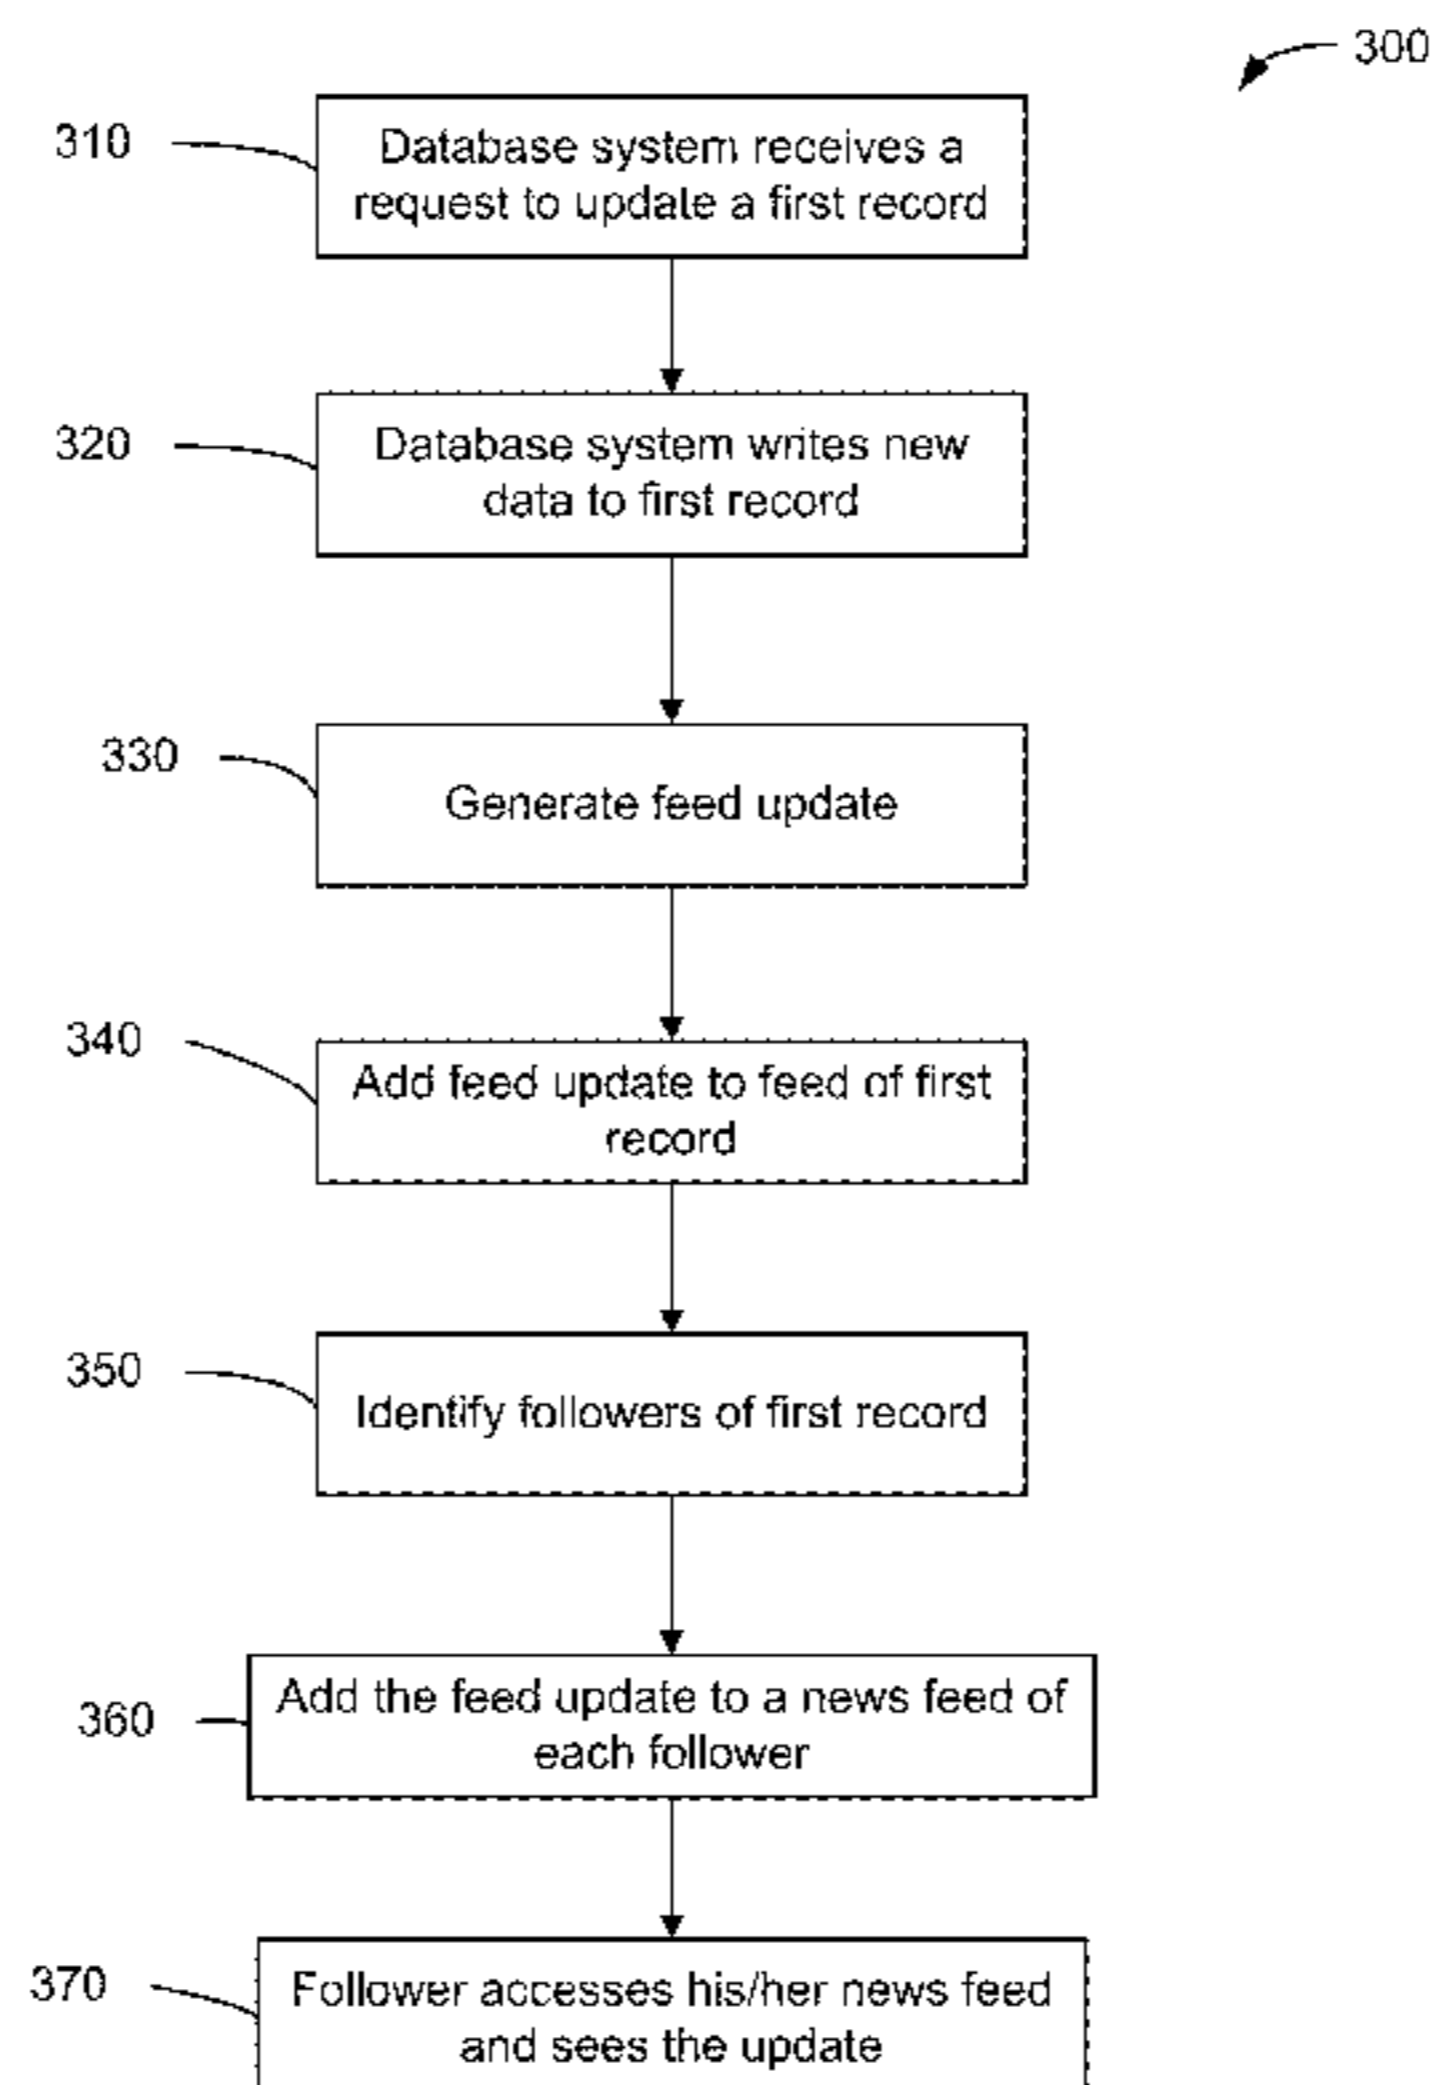 300
310
Database system receives a
request to update a first record
320
Database system writes new
data to first record
330
Generate feed update
340
Add feed update to feed of first
record
350
Identify followers of first record
360
Add the feed update to a news feed of
each follower
370
Follower accesses his/her news feed
and sees the update